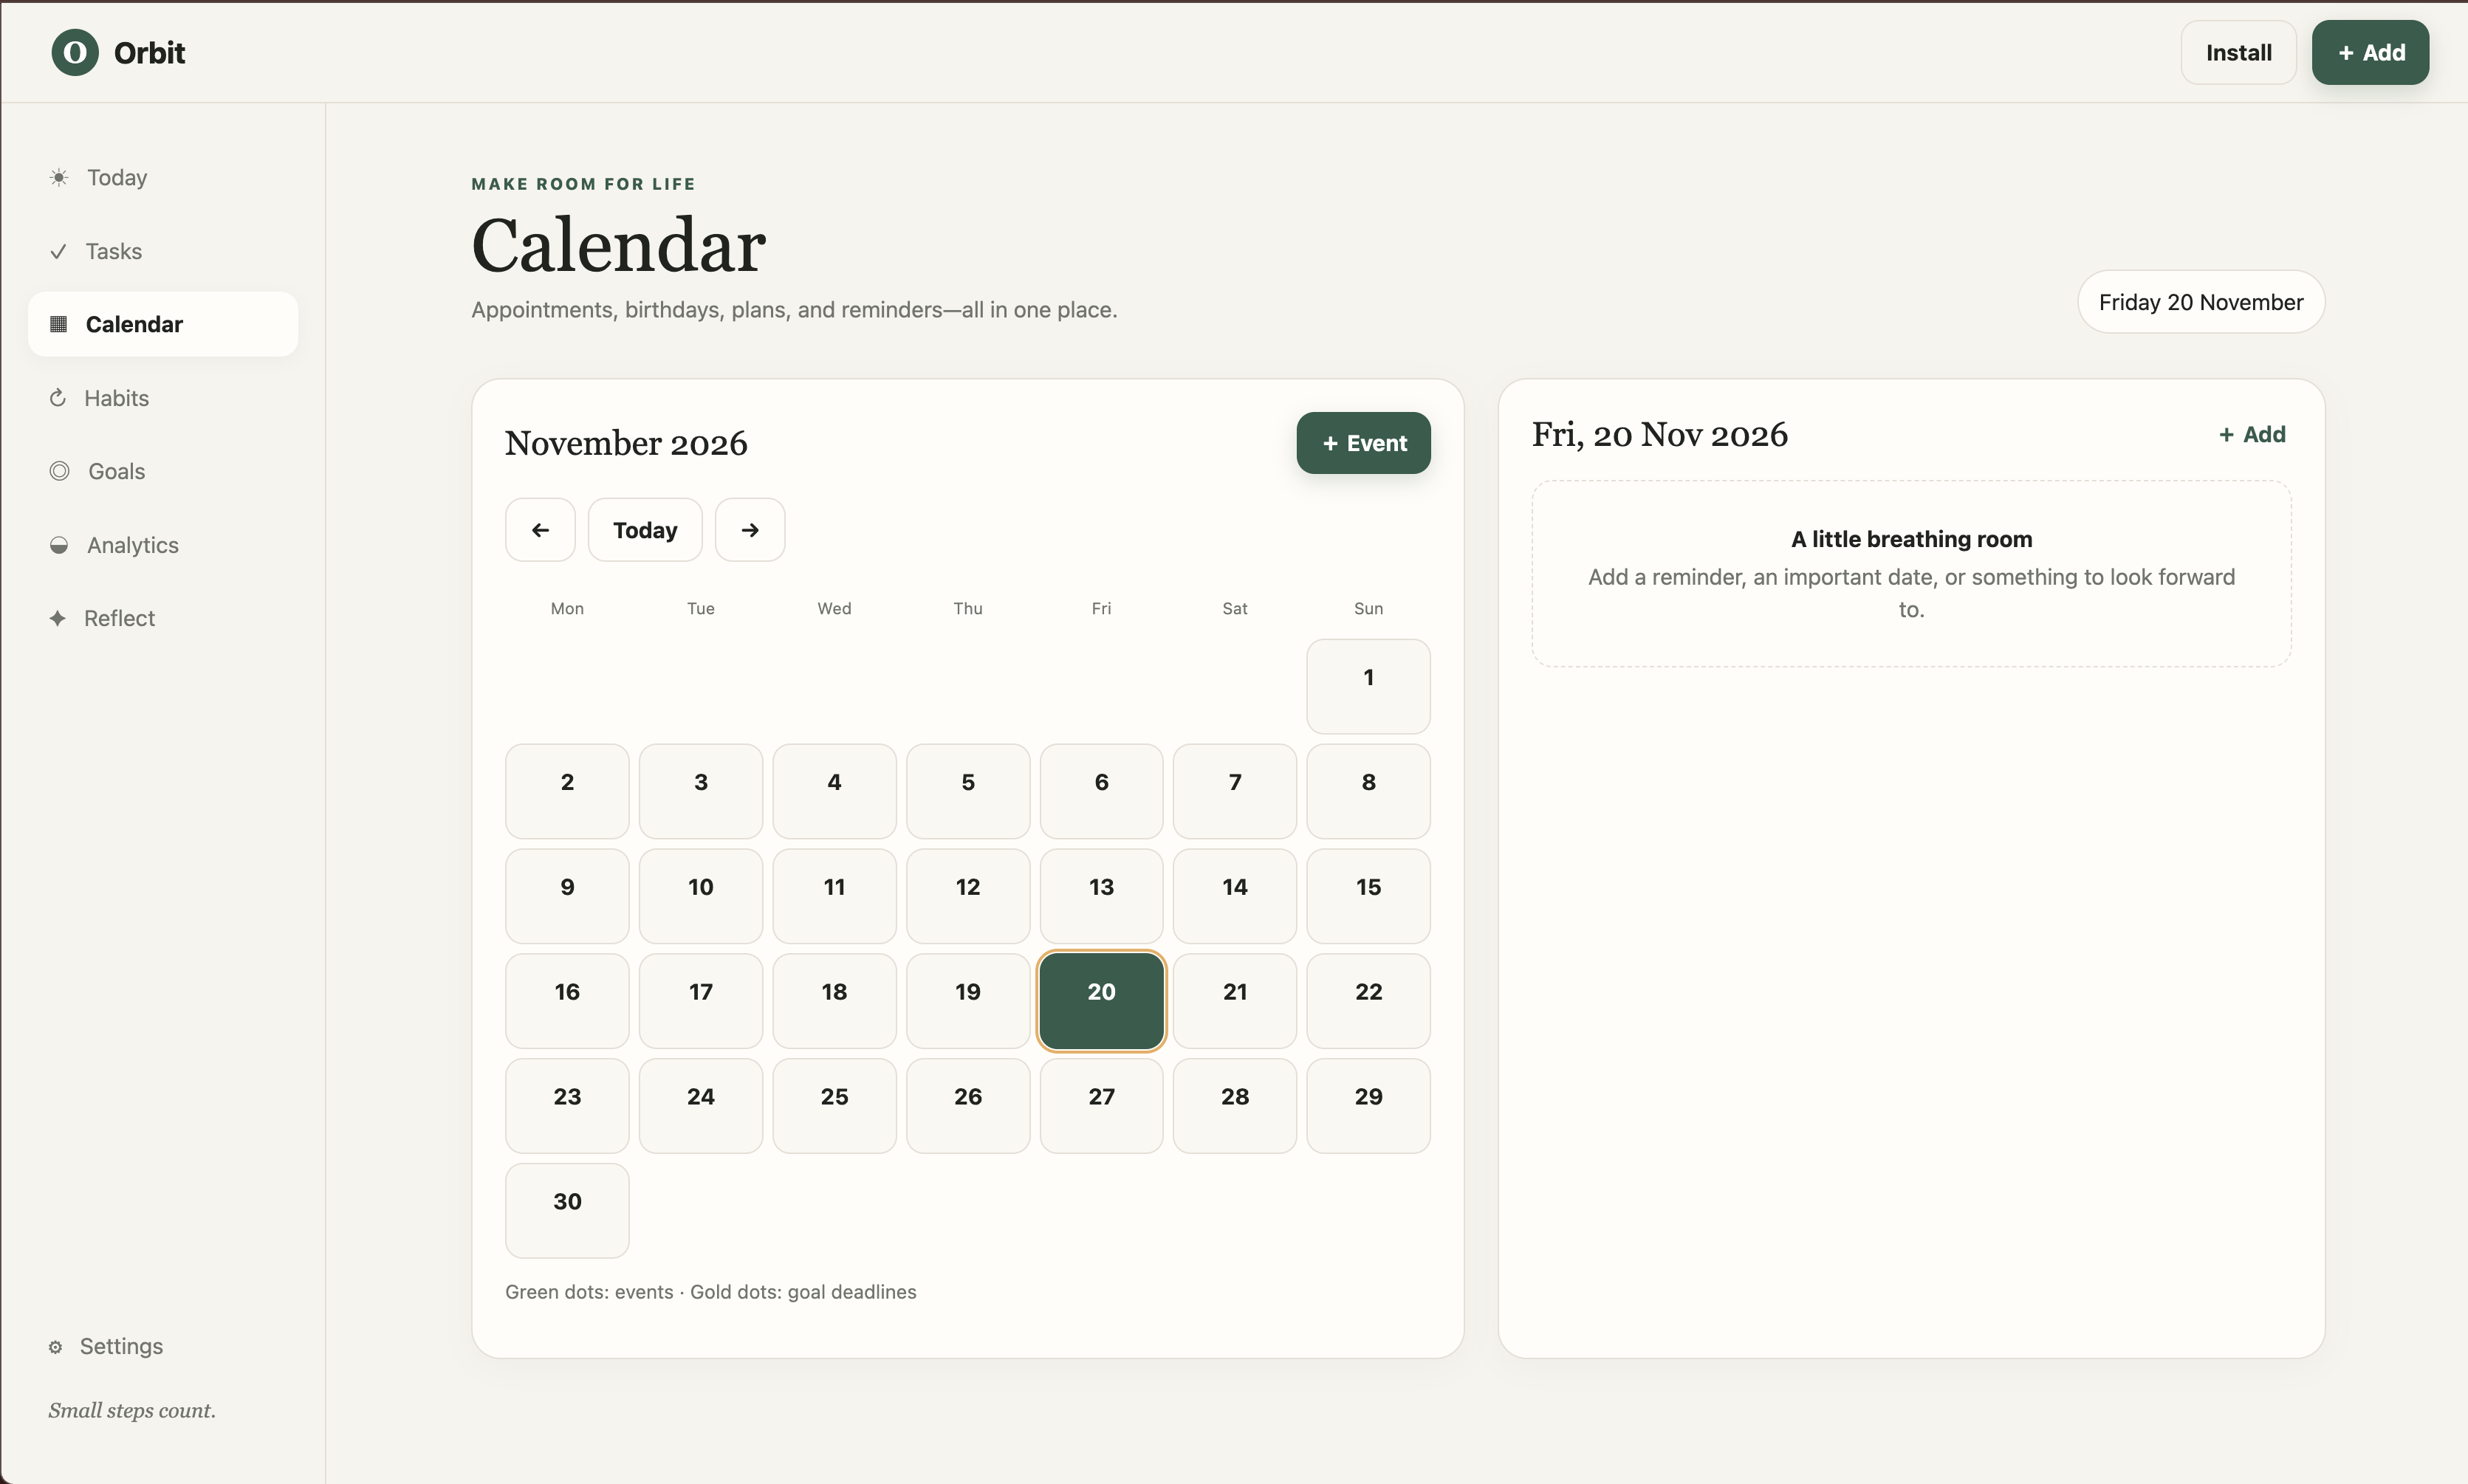 O Orbit
Install
+ Add
Today
Tasks
Calendar
Habits
Goals
Analytics
Reflect
Settings
Small steps count.
MAKE ROOM FOR LIFE
Calendar
Appointments, birthdays, plans, and reminders—all in one place.
Friday 20 November
November 2026
+ Event
← Today →
Mon Tue Wed Thu Fri Sat Sun
1
2 3 4 5 6 7 8
9 10 11 12 13 14 15
16 17 18 19 20 21 22
23 24 25 26 27 28 29
30
Green dots: events · Gold dots: goal deadlines
Fri, 20 Nov 2026
+ Add
A little breathing room
Add a reminder, an important date, or something to look forward
to.